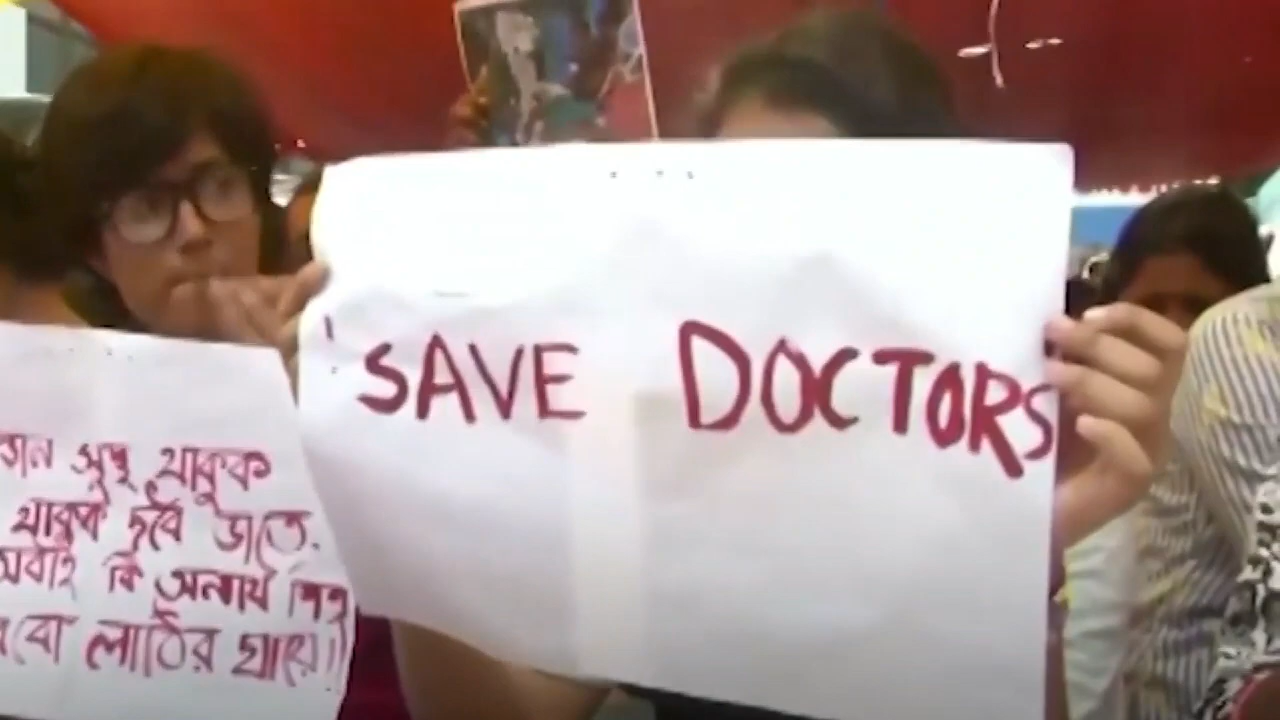 SAVE DOCTORS
সুস্থ থাকুক
থাকুক দুধে ভাতে.
সবাই কি অনাথ শিশু
লাঠির ঘায়ে।।